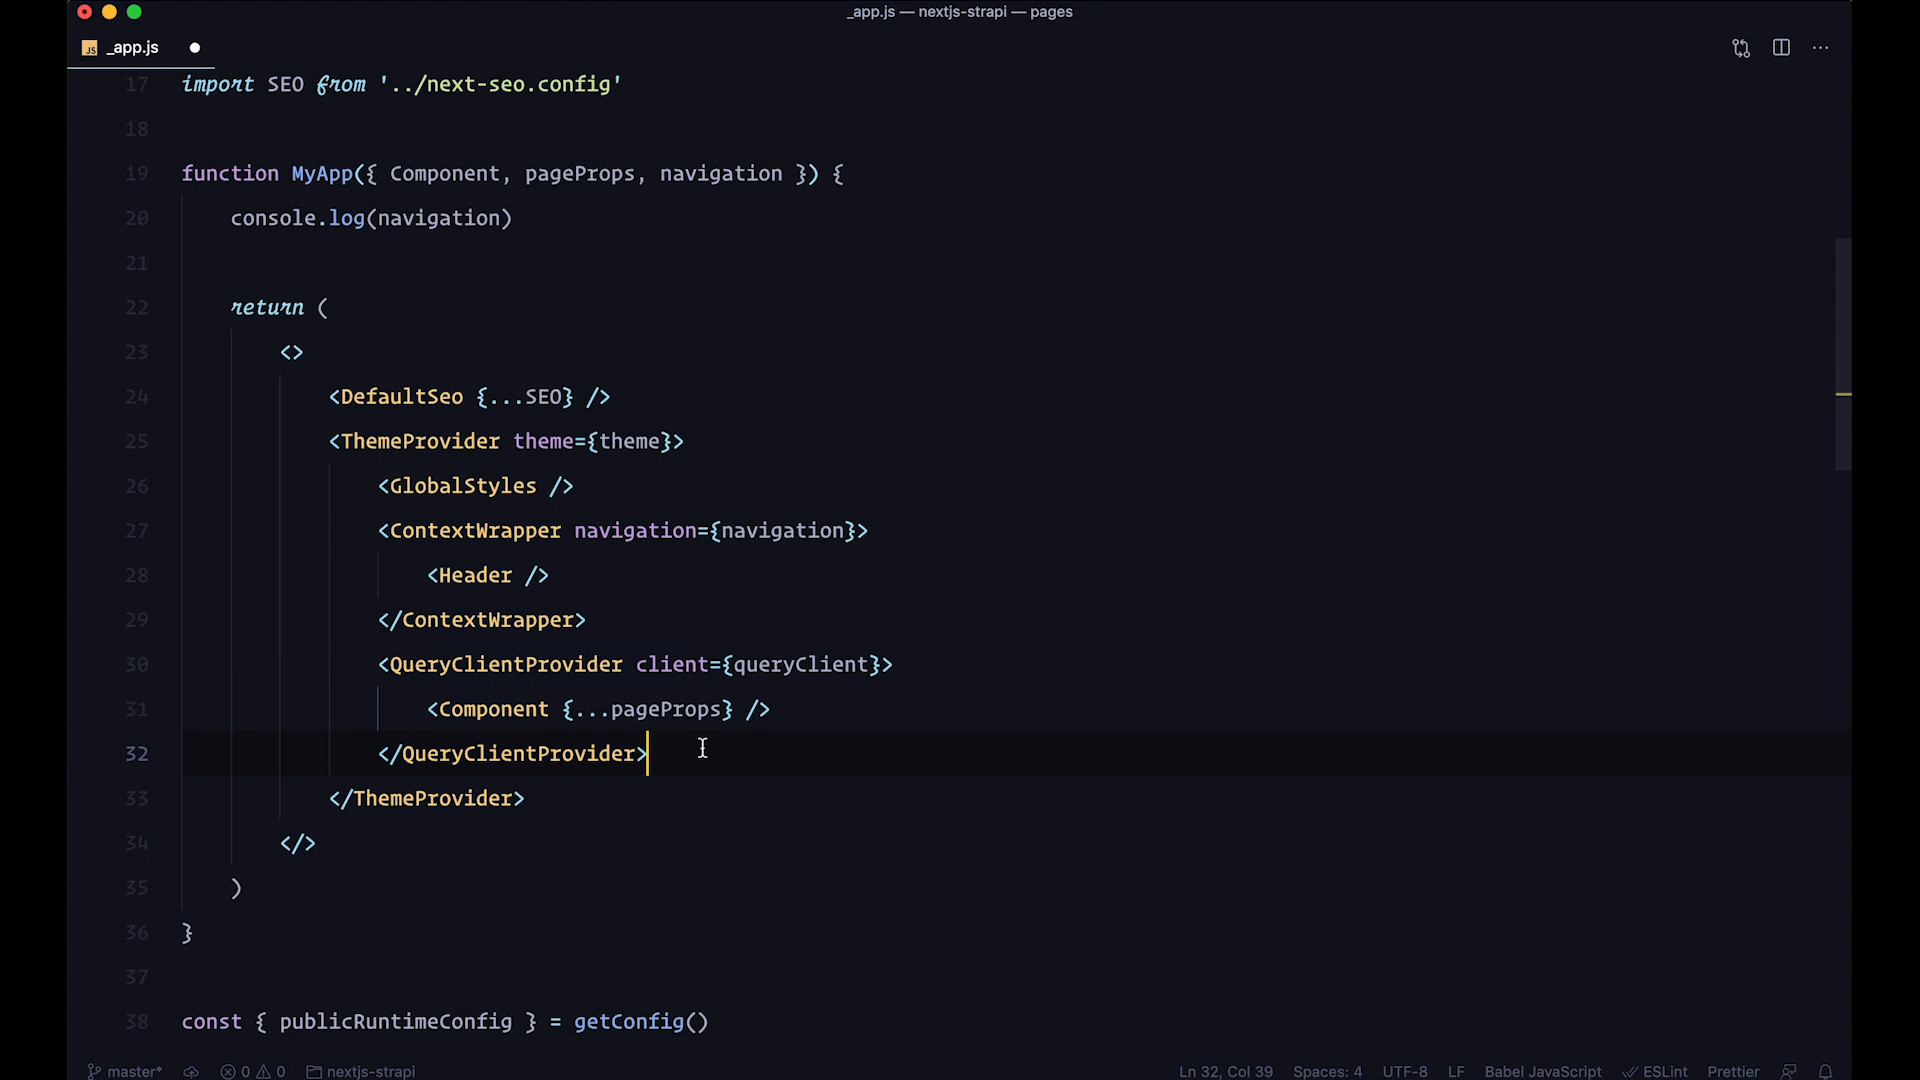 _app.js — nextjs-strapi — pages
JS _app.js
17 import SEO from '../next-seo.config'
18
19 function MyApp({ Component, pageProps, navigation }) {
20 console.log(navigation)
21
22 return (
23 <>
24 <DefaultSeo {...SEO} />
25 <ThemeProvider theme={theme}>
26 <GlobalStyles />
27 <ContextWrapper navigation={navigation}>
28 <Header />
29 </ContextWrapper>
30 <QueryClientProvider client={queryClient}>
31 <Component {...pageProps} />
32 </QueryClientProvider>
33 </ThemeProvider>
34 </>
35 )
36 }
37
38 const { publicRuntimeConfig } = getConfig()
master* 0 0 nextjs-strapi Ln 32, Col 39 Spaces: 4 UTF-8 LF Babel JavaScript ESLint Prettier